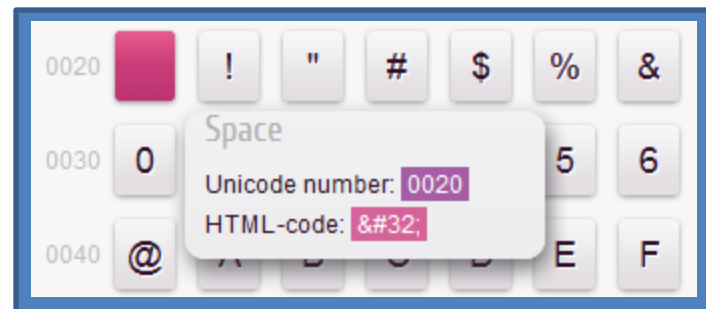 0020 ! " # $ % &
Space
0030 0 5 6
Unicode number: 0020
HTML-code: &#32;
0040 @ E F